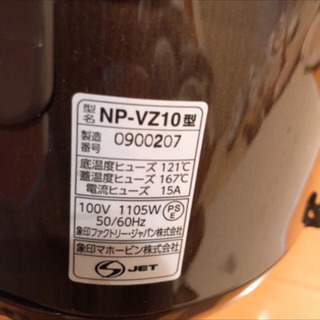 型名 NP-VZ10型
製造番号 0900207
底温度ヒューズ 121℃
蓋温度ヒューズ 167℃
電流ヒューズ 15A
100V 1105W PSE
50/60Hz
象印ファクトリー・ジャパン株式会社
象印マホービン株式会社
JET